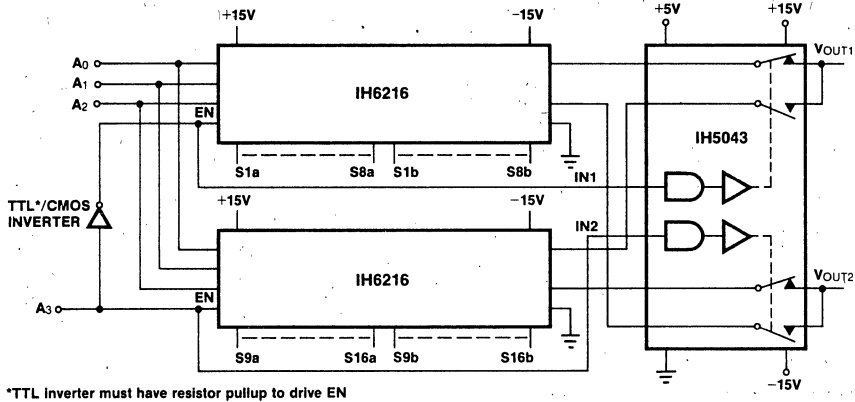 +15V -15V +5V +15V
A0 VOUT1
A1 IH6216
A2
EN IH5043
S1a S8a S1b S8b
IN1
TTL*/CMOS
INVERTER
+15V -15V IN2
IH6216 VOUT2
EN
A3
S9a S16a S9b S16b
-15V
*TTL inverter must have resistor pullup to drive EN